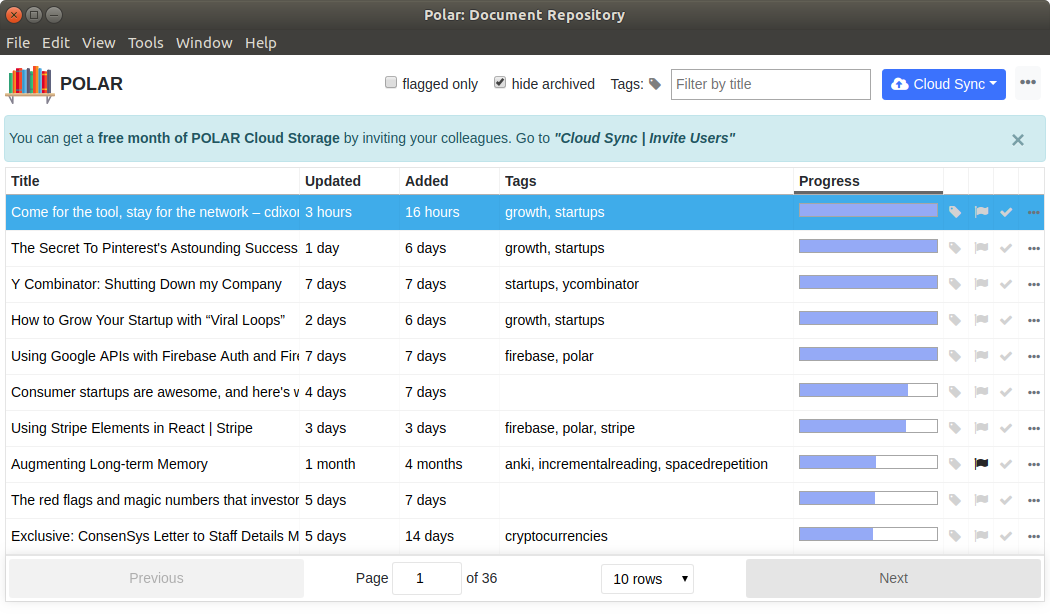 Polar: Document Repository
File Edit View Tools Window Help
POLAR flagged only hide archived Tags: Filter by title Cloud Sync
You can get a free month of POLAR Cloud Storage by inviting your colleagues. Go to "Cloud Sync | Invite Users"
Title Updated Added Tags Progress
Come for the tool, stay for the network – cdixon 3 hours 16 hours growth, startups
The Secret To Pinterest's Astounding Success 1 day 6 days growth, startups
Y Combinator: Shutting Down my Company 7 days 7 days startups, ycombinator
How to Grow Your Startup with “Viral Loops” 2 days 6 days growth, startups
Using Google APIs with Firebase Auth and Fire 7 days 7 days firebase, polar
Consumer startups are awesome, and here's w 4 days 7 days
Using Stripe Elements in React | Stripe 3 days 3 days firebase, polar, stripe
Augmenting Long-term Memory 1 month 4 months anki, incrementalreading, spacedrepetition
The red flags and magic numbers that investor 5 days 7 days
Exclusive: ConsenSys Letter to Staff Details M 5 days 14 days cryptocurrencies
Previous Page 1 of 36 10 rows Next